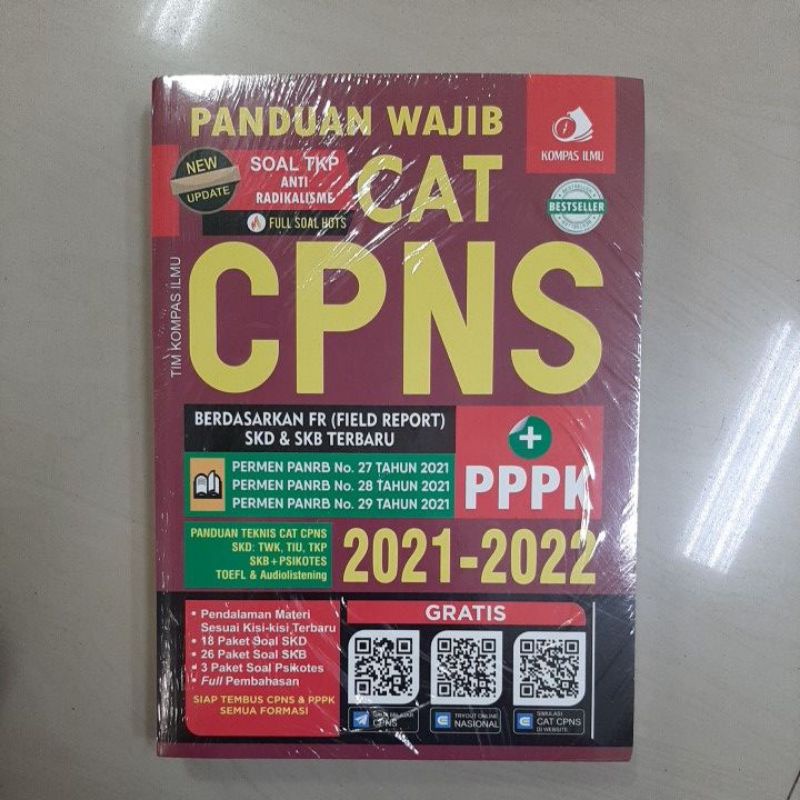 PANDUAN WAJIB
CAT
CPNS
KOMPAS ILMU
BESTSELLER
NEW
UPDATE
SOAL TKP
ANTI
RADIKALISME
FULL SOAL HOTS
TIM KOMPAS ILMU
BERDASARKAN FR (FIELD REPORT)
SKD & SKB TERBARU
PERMEN PANRB No. 27 TAHUN 2021
PERMEN PANRB No. 28 TAHUN 2021
PERMEN PANRB No. 29 TAHUN 2021
+
PPPK
PANDUAN TEKNIS CAT CPNS
SKD: TWK, TIU, TKP
SKB + PSIKOTES
TOEFL & Audiolistening
2021-2022
• Pendalaman Materi
Sesuai Kisi-kisi Terbaru
• 18 Paket Soal SKD
• 26 Paket Soal SKB
• 3 Paket Soal Psikotes
• Full Pembahasan
SIAP TEMBUS CPNS & PPPK
SEMUA FORMASI
GRATIS
CPNS
TRYOUT ONLINE
NASIONAL
SIMULASI
CAT CPNS
DI WEBSITE